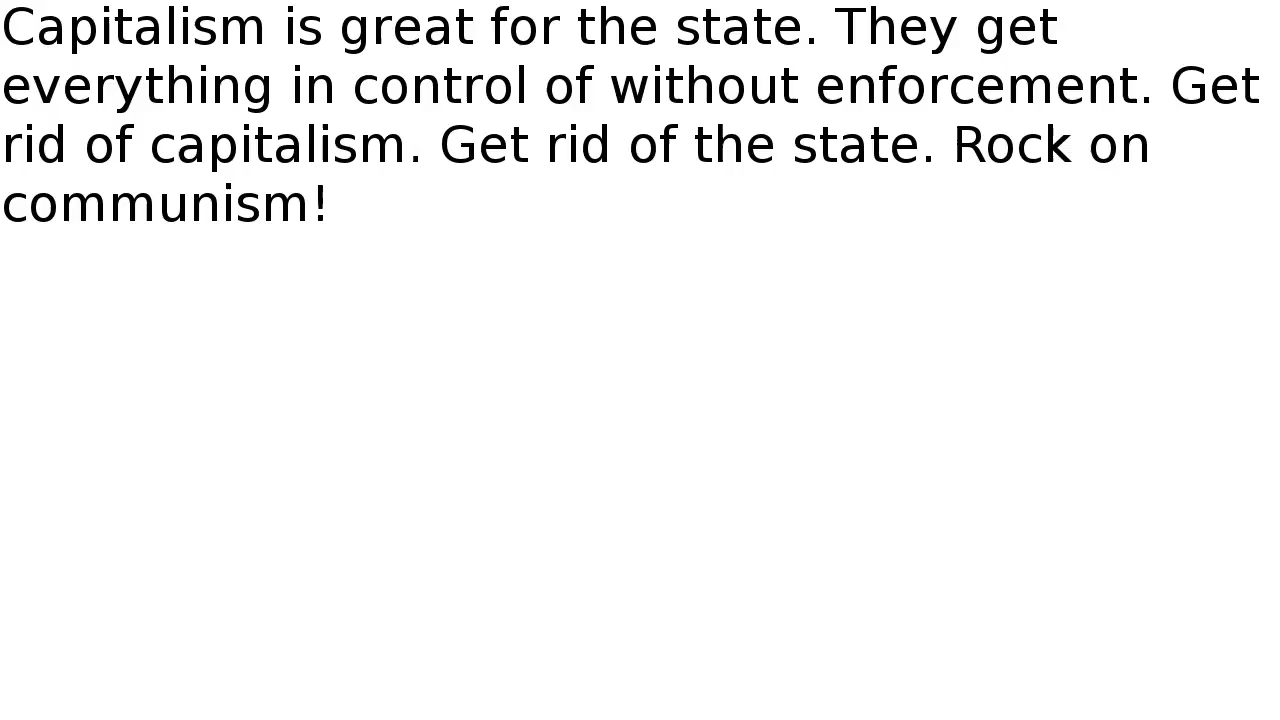 Capitalism is great for the state. They get
everything in control of without enforcement. Get
rid of capitalism. Get rid of the state. Rock on
communism!